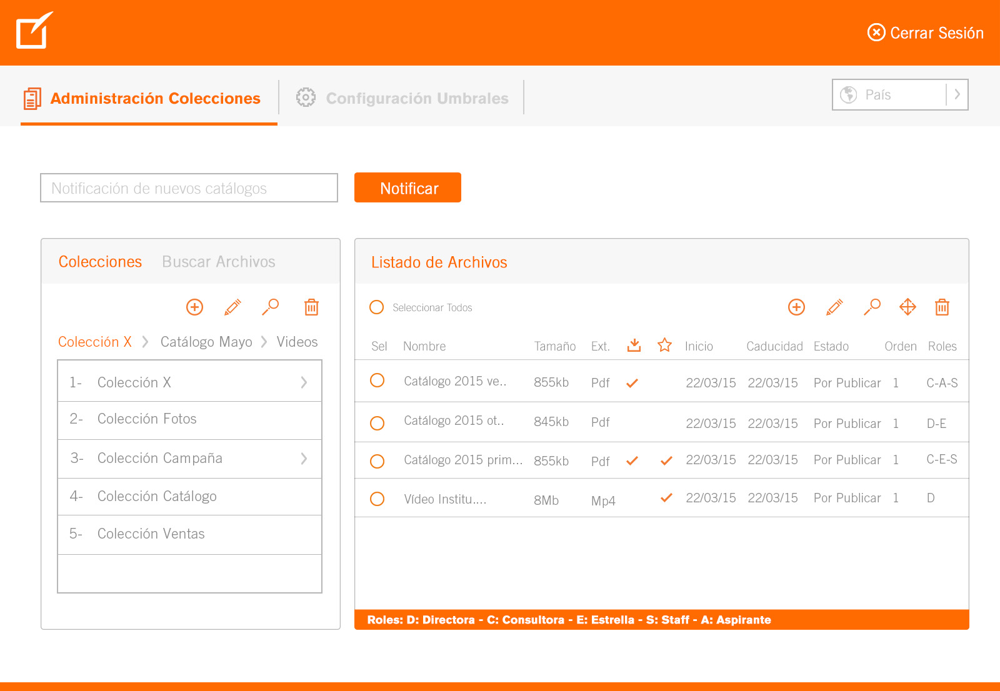 Cerrar Sesión
Administración Colecciones
Configuración Umbrales
País
Notificación de nuevos catálogos
Notificar
Colecciones Buscar Archivos
Colección X Catálogo Mayo Videos
1- Colección X
2- Colección Fotos
3- Colección Campaña
4- Colección Catálogo
5- Colección Ventas
Listado de Archivos
Seleccionar Todos
Sel Nombre Tamaño Ext. Inicio Caducidad Estado Orden Roles
Catálogo 2015 ve.. 855kb Pdf 22/03/15 22/03/15 Por Publicar 1 C-A-S
Catálogo 2015 ot.. 845kb Pdf 22/03/15 22/03/15 Por Publicar 1 D-E
Catálogo 2015 prim... 855kb Pdf 22/03/15 22/03/15 Por Publicar 1 C-E-S
Vídeo Institu.... 8Mb Mp4 22/03/15 22/03/15 Por Publicar 1 D
Roles: D: Directora - C: Consultora - E: Estrella - S: Staff - A: Aspirante